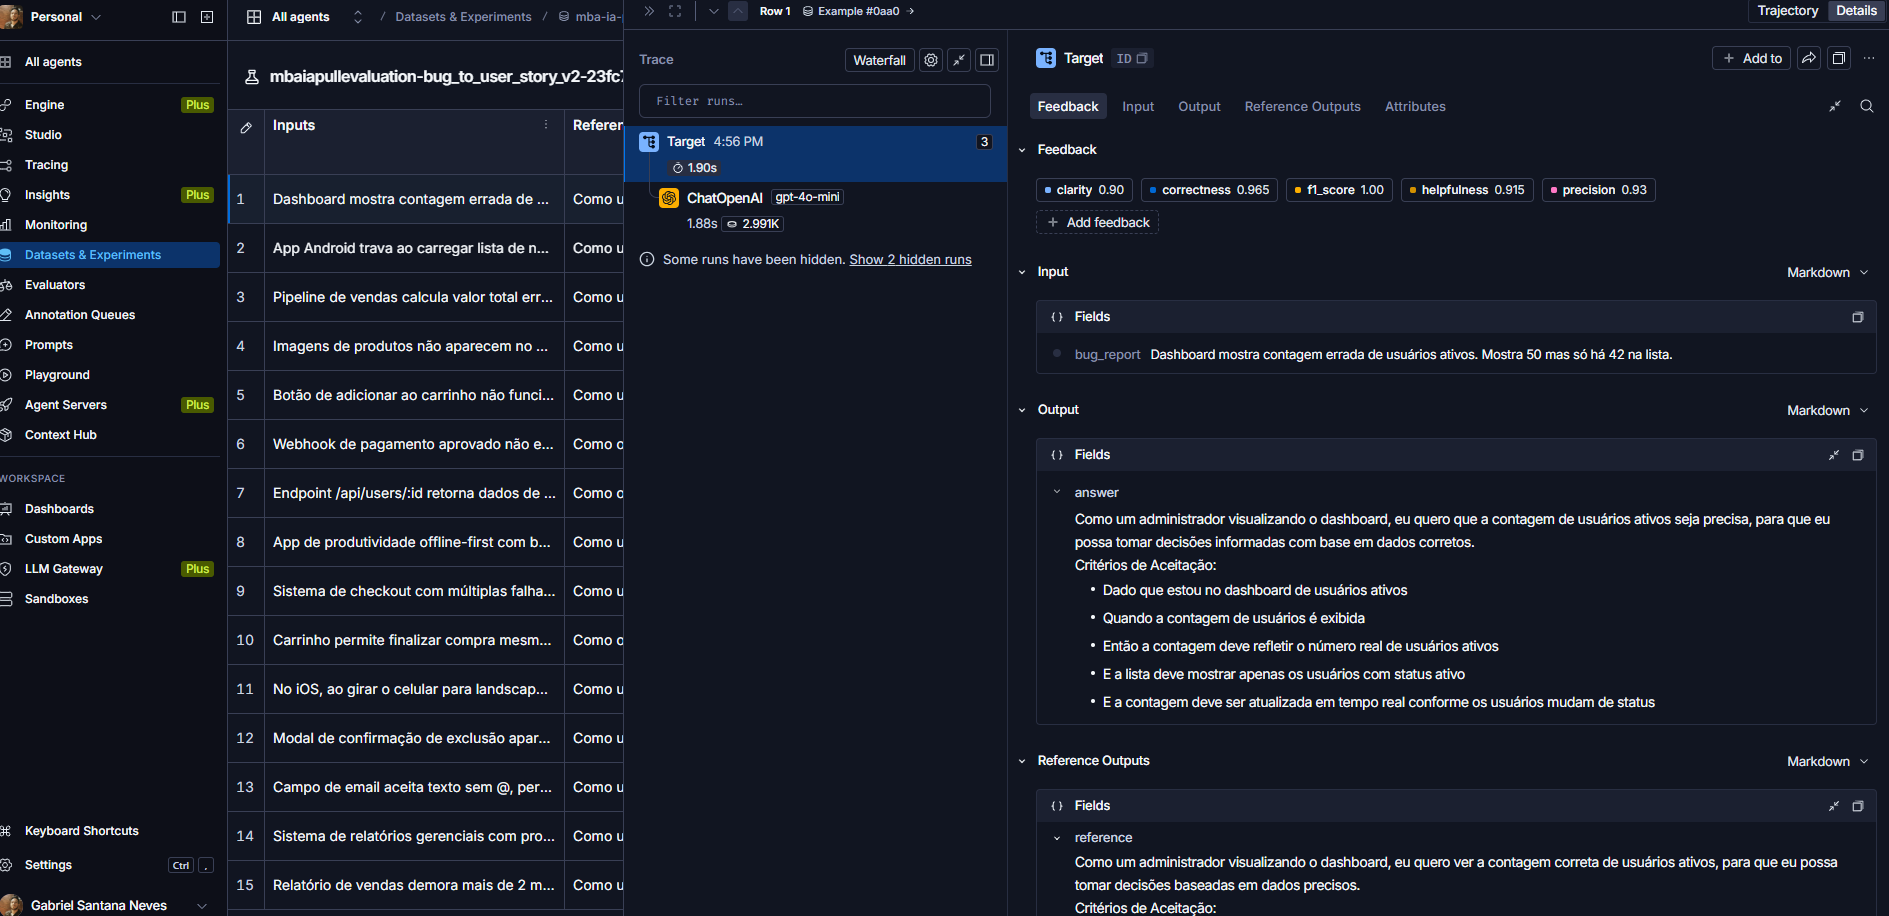 Personal
All agents
Engine Plus
Studio
Tracing
Insights Plus
Monitoring
Datasets & Experiments
Evaluators
Annotation Queues
Prompts
Playground
Agent Servers Plus
Context Hub
WORKSPACE
Dashboards
Custom Apps
LLM Gateway Plus
Sandboxes
Keyboard Shortcuts
Settings Ctrl .
Gabriel Santana Neves
All agents / Datasets & Experiments / mba-ia-p
mbaiapullevaluation-bug_to_user_story_v2-23fc7
Inputs Referen
1 Dashboard mostra contagem errada de ... Como u
2 App Android trava ao carregar lista de n... Como u
3 Pipeline de vendas calcula valor total err... Como u
4 Imagens de produtos não aparecem no ... Como u
5 Botão de adicionar ao carrinho não funci... Como u
6 Webhook de pagamento aprovado não e... Como o
7 Endpoint /api/users/:id retorna dados de ... Como o
8 App de produtividade offline-first com b... Como u
9 Sistema de checkout com múltiplas falha... Como u
10 Carrinho permite finalizar compra mesm... Como o
11 No iOS, ao girar o celular para landscap... Como u
12 Modal de confirmação de exclusão apar... Como u
13 Campo de email aceita texto sem @, per... Como u
14 Sistema de relatórios gerenciais com pro... Como u
15 Relatório de vendas demora mais de 2 m... Como u
Row 1 Example #0aa0 →
Trajectory Details
Trace Waterfall
Filter runs…
Target 4:56 PM 3
1.90s
ChatOpenAI gpt-4o-mini
1.88s 2.991K
Some runs have been hidden. Show 2 hidden runs
Target ID
+ Add to
Feedback Input Output Reference Outputs Attributes
Feedback
clarity 0.90 correctness 0.965 f1_score 1.00 helpfulness 0.915 precision 0.93
+ Add feedback
Input Markdown
{ } Fields
bug_report Dashboard mostra contagem errada de usuários ativos. Mostra 50 mas só há 42 na lista.
Output Markdown
{ } Fields
answer
Como um administrador visualizando o dashboard, eu quero que a contagem de usuários ativos seja precisa, para que eu
possa tomar decisões informadas com base em dados corretos.
Critérios de Aceitação:
• Dado que estou no dashboard de usuários ativos
• Quando a contagem de usuários é exibida
• Então a contagem deve refletir o número real de usuários ativos
• E a lista deve mostrar apenas os usuários com status ativo
• E a contagem deve ser atualizada em tempo real conforme os usuários mudam de status
Reference Outputs Markdown
{ } Fields
reference
Como um administrador visualizando o dashboard, eu quero ver a contagem correta de usuários ativos, para que eu possa
tomar decisões baseadas em dados precisos.
Critérios de Aceitação: